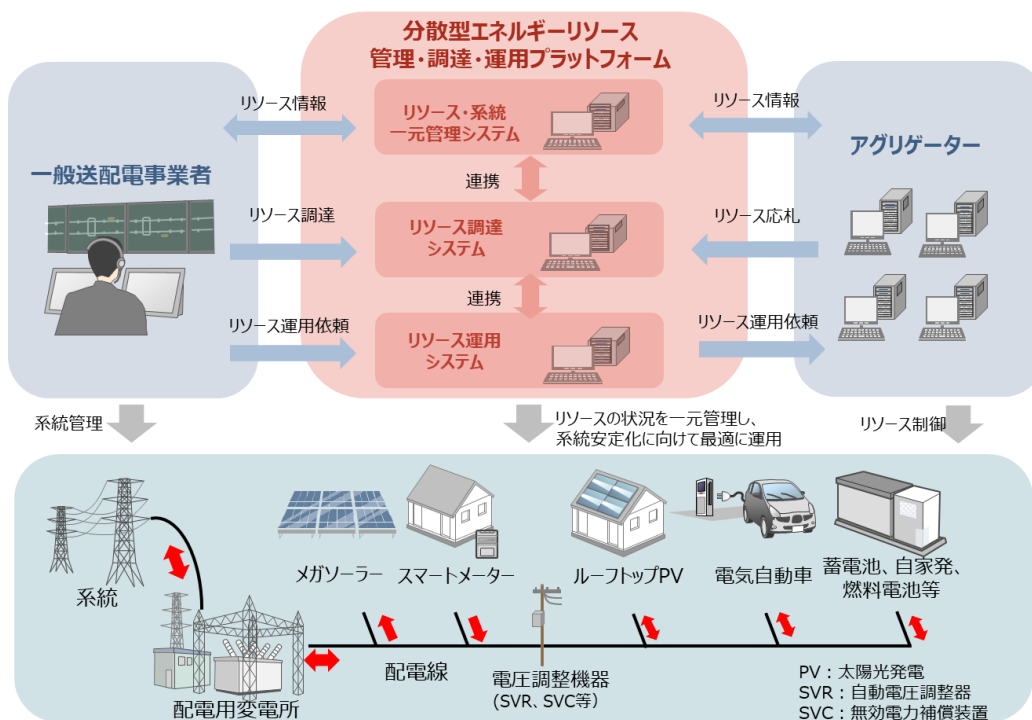 分散型エネルギーリソース
管理・調達・運用プラットフォーム
リソース情報
リソース・系統
一元管理システム
リソース情報
一般送配電事業者
アグリゲーター
連携
リソース調達
リソース調達
システム
リソース応札
連携
リソース運用依頼
リソース運用
システム
リソース運用依頼
系統管理
リソースの状況を一元管理し、
系統安定化に向けて最適に運用
リソース制御
メガソーラー
スマートメーター
ルーフトップPV
電気自動車
蓄電池、自家発、
燃料電池等
系統
配電線
電圧調整機器
(SVR、SVC等)
配電用変電所
PV:太陽光発電
SVR:自動電圧調整器
SVC:無効電力補償装置